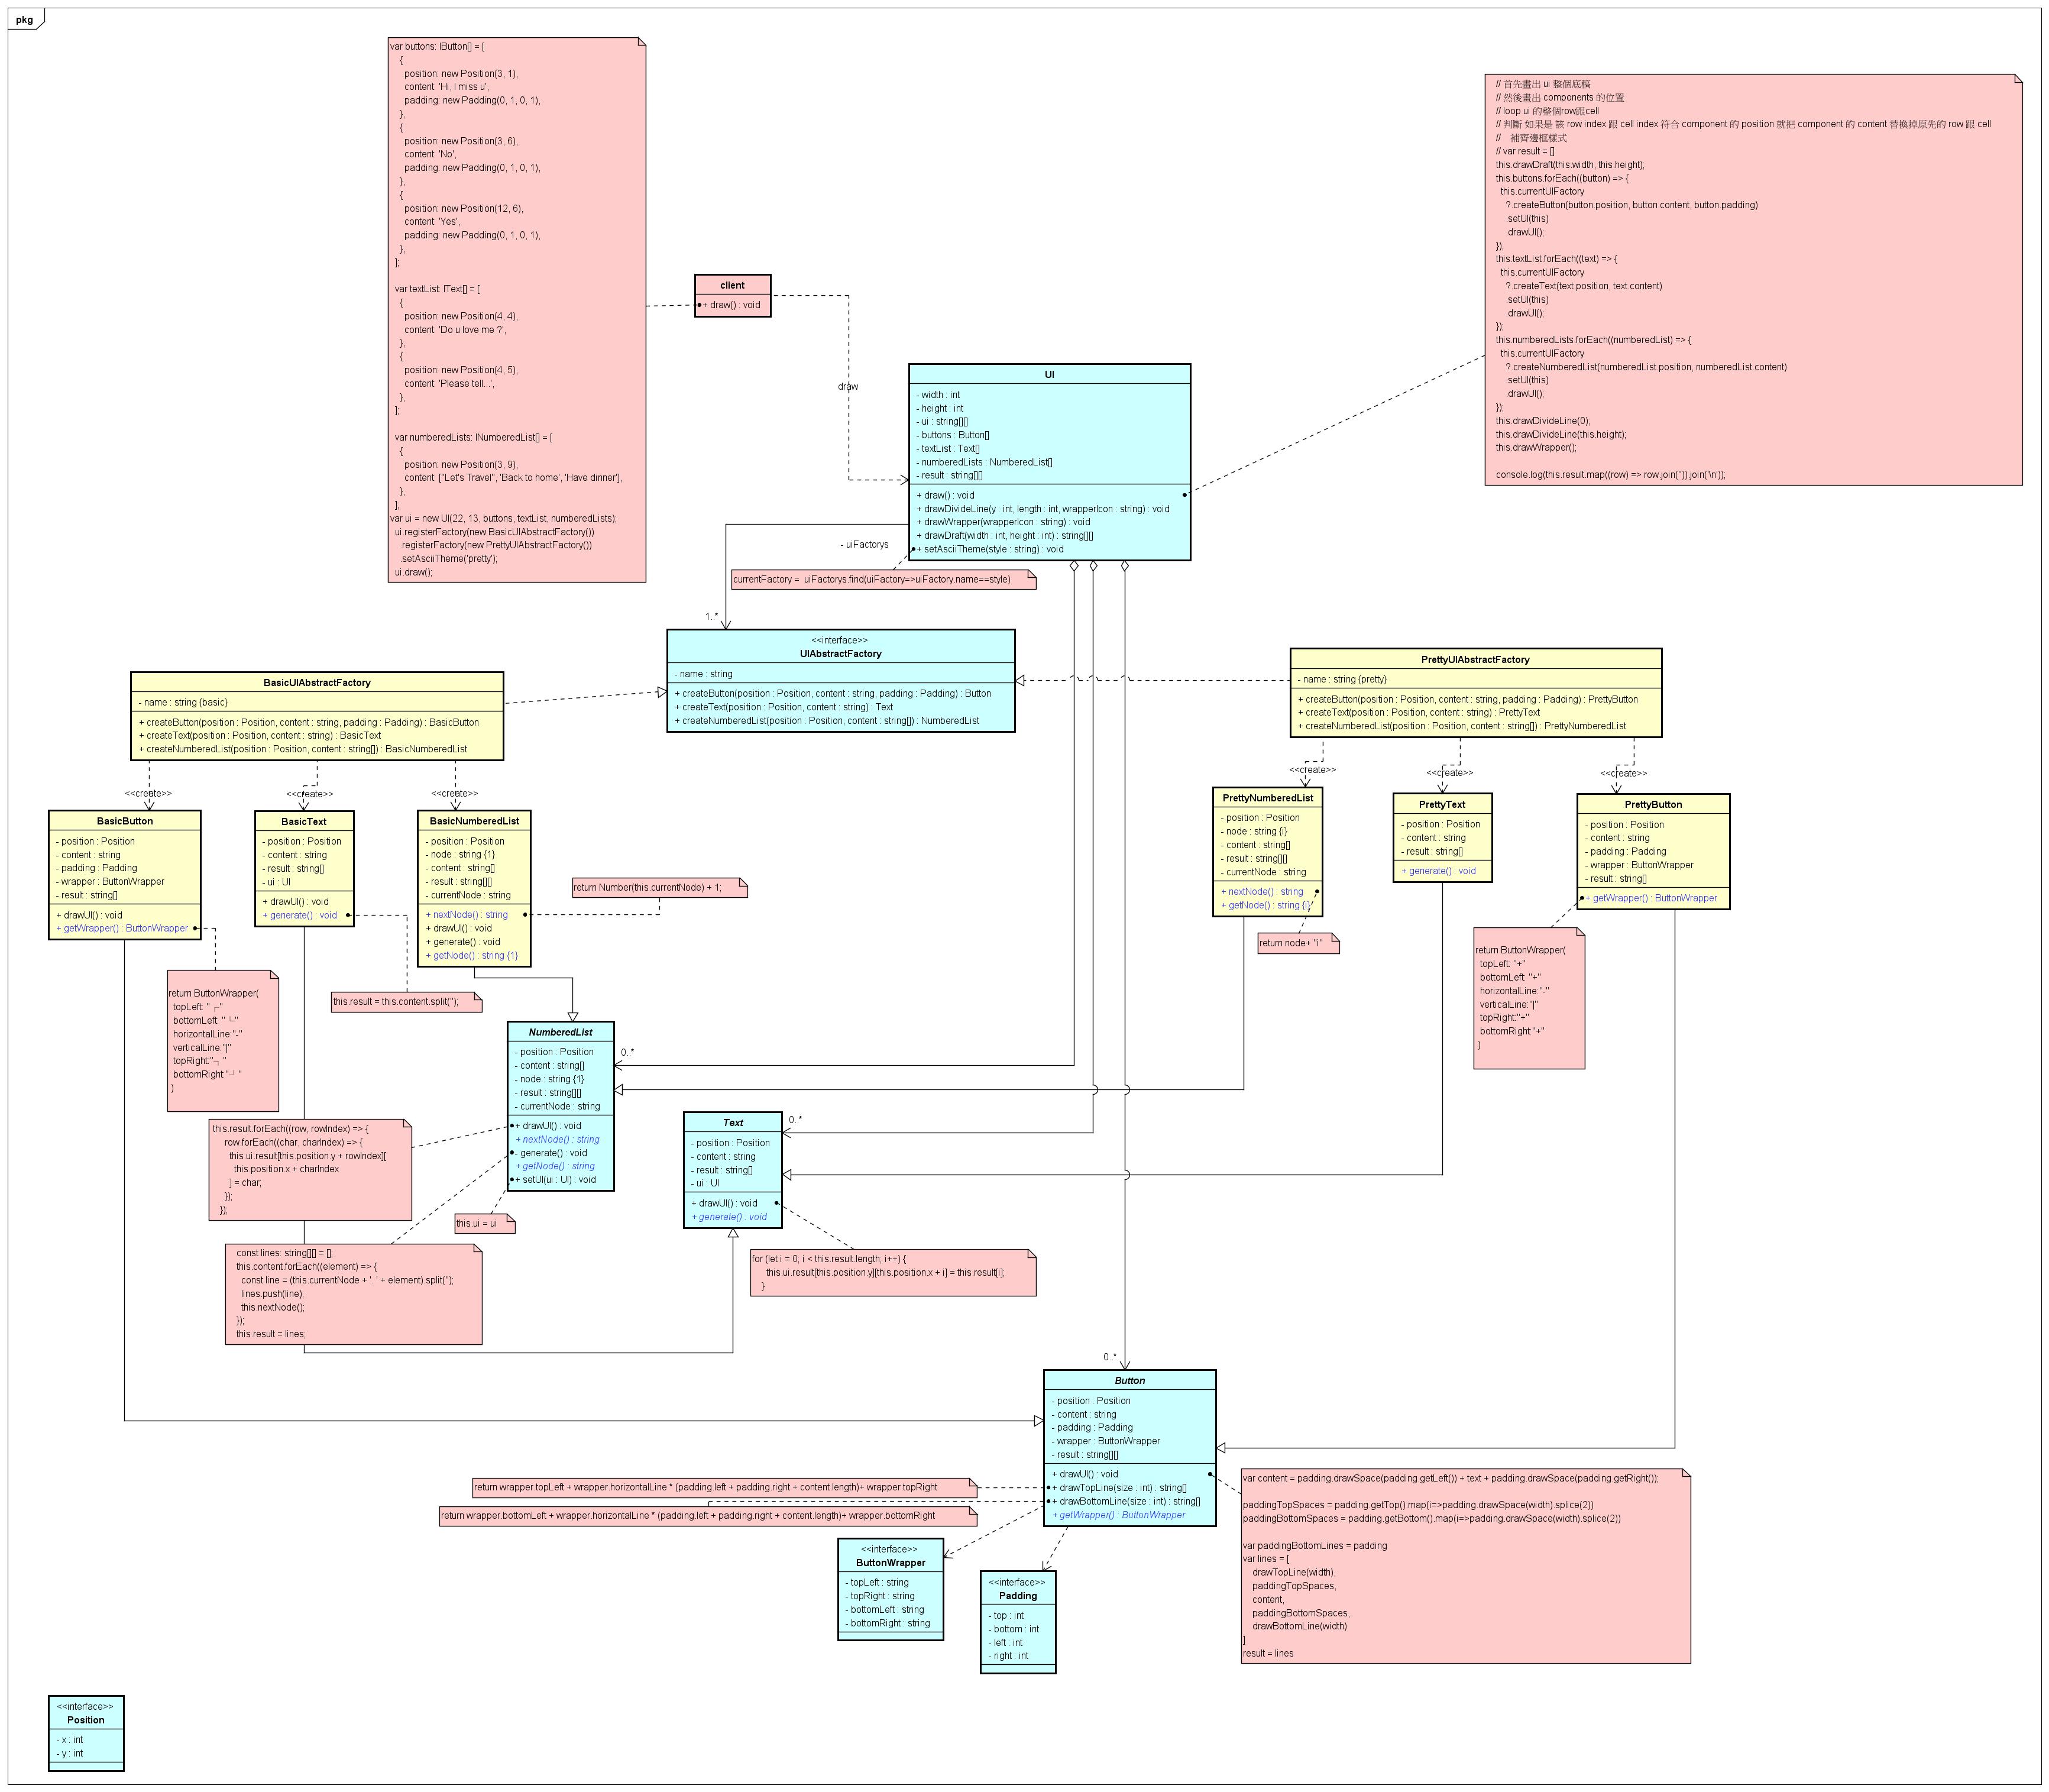 pkg
var buttons: IButton[] = [
{
position: new Position(3, 1),
content: 'Hi, I miss u',
padding: new Padding(0, 1, 0, 1),
},
{
position: new Position(3, 6),
content: 'No',
padding: new Padding(0, 1, 0, 1),
},
{
position: new Position(12, 6),
content: 'Yes',
padding: new Padding(0, 1, 0, 1),
},
];
var textList: IText[] = [
{
position: new Position(4, 4),
content: 'Do u love me ?',
},
{
position: new Position(4, 5),
content: 'Please tell...',
},
];
var numberedLists: INumberedList[] = [
{
position: new Position(3, 9),
content: ["Let's Travel", 'Back to home', 'Have dinner'],
},
];
var ui = new UI(22, 13, buttons, textList, numberedLists);
ui.registerFactory(new BasicUIAbstractFactory())
.registerFactory(new PrettyUIAbstractFactory())
.setAsciiTheme('pretty');
ui.draw();
client
+ draw() : void
draw
// 首先畫出 ui 整個底稿
// 然後畫出 components 的位置
// loop ui 的整個row跟cell
// 判斷 如果是 該 row index 跟 cell index 符合 component 的 position 就把 component 的 content 替換掉原先的 row 跟 cell
// 補齊邊框樣式
// var result = []
this.drawDraft(this.width, this.height);
this.buttons.forEach((button) => {
this.currentUIFactory
?.createButton(button.position, button.content, button.padding)
.setUI(this)
.drawUI();
});
this.textList.forEach((text) => {
this.currentUIFactory
?.createText(text.position, text.content)
.setUI(this)
.drawUI();
});
this.numberedLists.forEach((numberedList) => {
this.currentUIFactory
?.createNumberedList(numberedList.position, numberedList.content)
.setUI(this)
.drawUI();
});
this.drawDivideLine(0);
this.drawDivideLine(this.height);
this.drawWrapper();
console.log(this.result.map((row) => row.join('')).join('\n'));
UI
- width : int
- height : int
- ui : string[][]
- buttons : Button[]
- textList : Text[]
- numberedLists : NumberedList[]
- result : string[][]
+ draw() : void
+ drawDivideLine(y : int, length : int, wrapperIcon : string) : void
+ drawWrapper(wrapperIcon : string) : void
+ drawDraft(width : int, height : int) : string[][]
+ setAsciiTheme(style : string) : void
- uiFactorys
currentFactory = uiFactorys.find(uiFactory=>uiFactory.name==style)
1..*
<<interface>>
UIAbstractFactory
- name : string
+ createButton(position : Position, content : string, padding : Padding) : Button
+ createText(position : Position, content : string) : Text
+ createNumberedList(position : Position, content : string[]) : NumberedList
BasicUIAbstractFactory
- name : string {basic}
+ createButton(position : Position, content : string, padding : Padding) : BasicButton
+ createText(position : Position, content : string) : BasicText
+ createNumberedList(position : Position, content : string[]) : BasicNumberedList
PrettyUIAbstractFactory
- name : string {pretty}
+ createButton(position : Position, content : string, padding : Padding) : PrettyButton
+ createText(position : Position, content : string) : PrettyText
+ createNumberedList(position : Position, content : string[]) : PrettyNumberedList
<<create>>
<<create>>
<<create>>
<<create>>
<<create>>
<<create>>
BasicButton
- position : Position
- content : string
- padding : Padding
- wrapper : ButtonWrapper
- result : string[]
+ drawUI() : void
+ getWrapper() : ButtonWrapper
BasicText
- position : Position
- content : string
- result : string[]
- ui : UI
+ drawUI() : void
+ generate() : void
BasicNumberedList
- position : Position
- node : string {1}
- content : string[]
- result : string[][]
- currentNode : string
+ nextNode() : string
+ drawUI() : void
+ generate() : void
+ getNode() : string {1}
return Number(this.currentNode) + 1;
PrettyNumberedList
- position : Position
- node : string {i}
- content : string[]
- result : string[][]
- currentNode : string
+ nextNode() : string
+ getNode() : string {i}
return node+ "i"
PrettyText
- position : Position
- content : string
- result : string[]
+ generate() : void
PrettyButton
- position : Position
- content : string
- padding : Padding
- wrapper : ButtonWrapper
- result : string[]
+ getWrapper() : ButtonWrapper
return ButtonWrapper(
topLeft: "┌"
bottomLeft: "└"
horizontalLine:"-"
verticalLine:"|"
topRight:"┐"
bottomRight:"┘"
)
this.result = this.content.split('');
return ButtonWrapper(
topLeft: "+"
bottomLeft: "+"
horizontalLine:"-"
verticalLine:"|"
topRight:"+"
bottomRight:"+"
)
NumberedList
- position : Position
- content : string[]
- node : string {1}
- result : string[][]
- currentNode : string
+ drawUI() : void
+ nextNode() : string
- generate() : void
+ getNode() : string
+ setUI(ui : UI) : void
0..*
this.result.forEach((row, rowIndex) => {
row.forEach((char, charIndex) => {
this.ui.result[this.position.y + rowIndex][
this.position.x + charIndex
] = char;
});
});
this.ui = ui
const lines: string[][] = [];
this.content.forEach((element) => {
const line = (this.currentNode + '. ' + element).split('');
lines.push(line);
this.nextNode();
});
this.result = lines;
Text
- position : Position
- content : string
- result : string[]
- ui : UI
+ drawUI() : void
+ generate() : void
0..*
for (let i = 0; i < this.result.length; i++) {
this.ui.result[this.position.y][this.position.x + i] = this.result[i];
}
0..*
Button
- position : Position
- content : string
- padding : Padding
- wrapper : ButtonWrapper
- result : string[][]
+ drawUI() : void
+ drawTopLine(size : int) : string[]
+ drawBottomLine(size : int) : string[]
+ getWrapper() : ButtonWrapper
return wrapper.topLeft + wrapper.horizontalLine * (padding.left + padding.right + content.length)+ wrapper.topRight
return wrapper.bottomLeft + wrapper.horizontalLine * (padding.left + padding.right + content.length)+ wrapper.bottomRight
var content = padding.drawSpace(padding.getLeft()) + text + padding.drawSpace(padding.getRight());
paddingTopSpaces = padding.getTop().map(i=>padding.drawSpace(width).splice(2))
paddingBottomSpaces = padding.getBottom().map(i=>padding.drawSpace(width).splice(2))
var paddingBottomLines = padding
var lines = [
drawTopLine(width),
paddingTopSpaces,
content,
paddingBottomSpaces,
drawBottomLine(width)
]
result = lines
<<interface>>
ButtonWrapper
- topLeft : string
- topRight : string
- bottomLeft : string
- bottomRight : string
<<interface>>
Padding
- top : int
- bottom : int
- left : int
- right : int
<<interface>>
Position
- x : int
- y : int